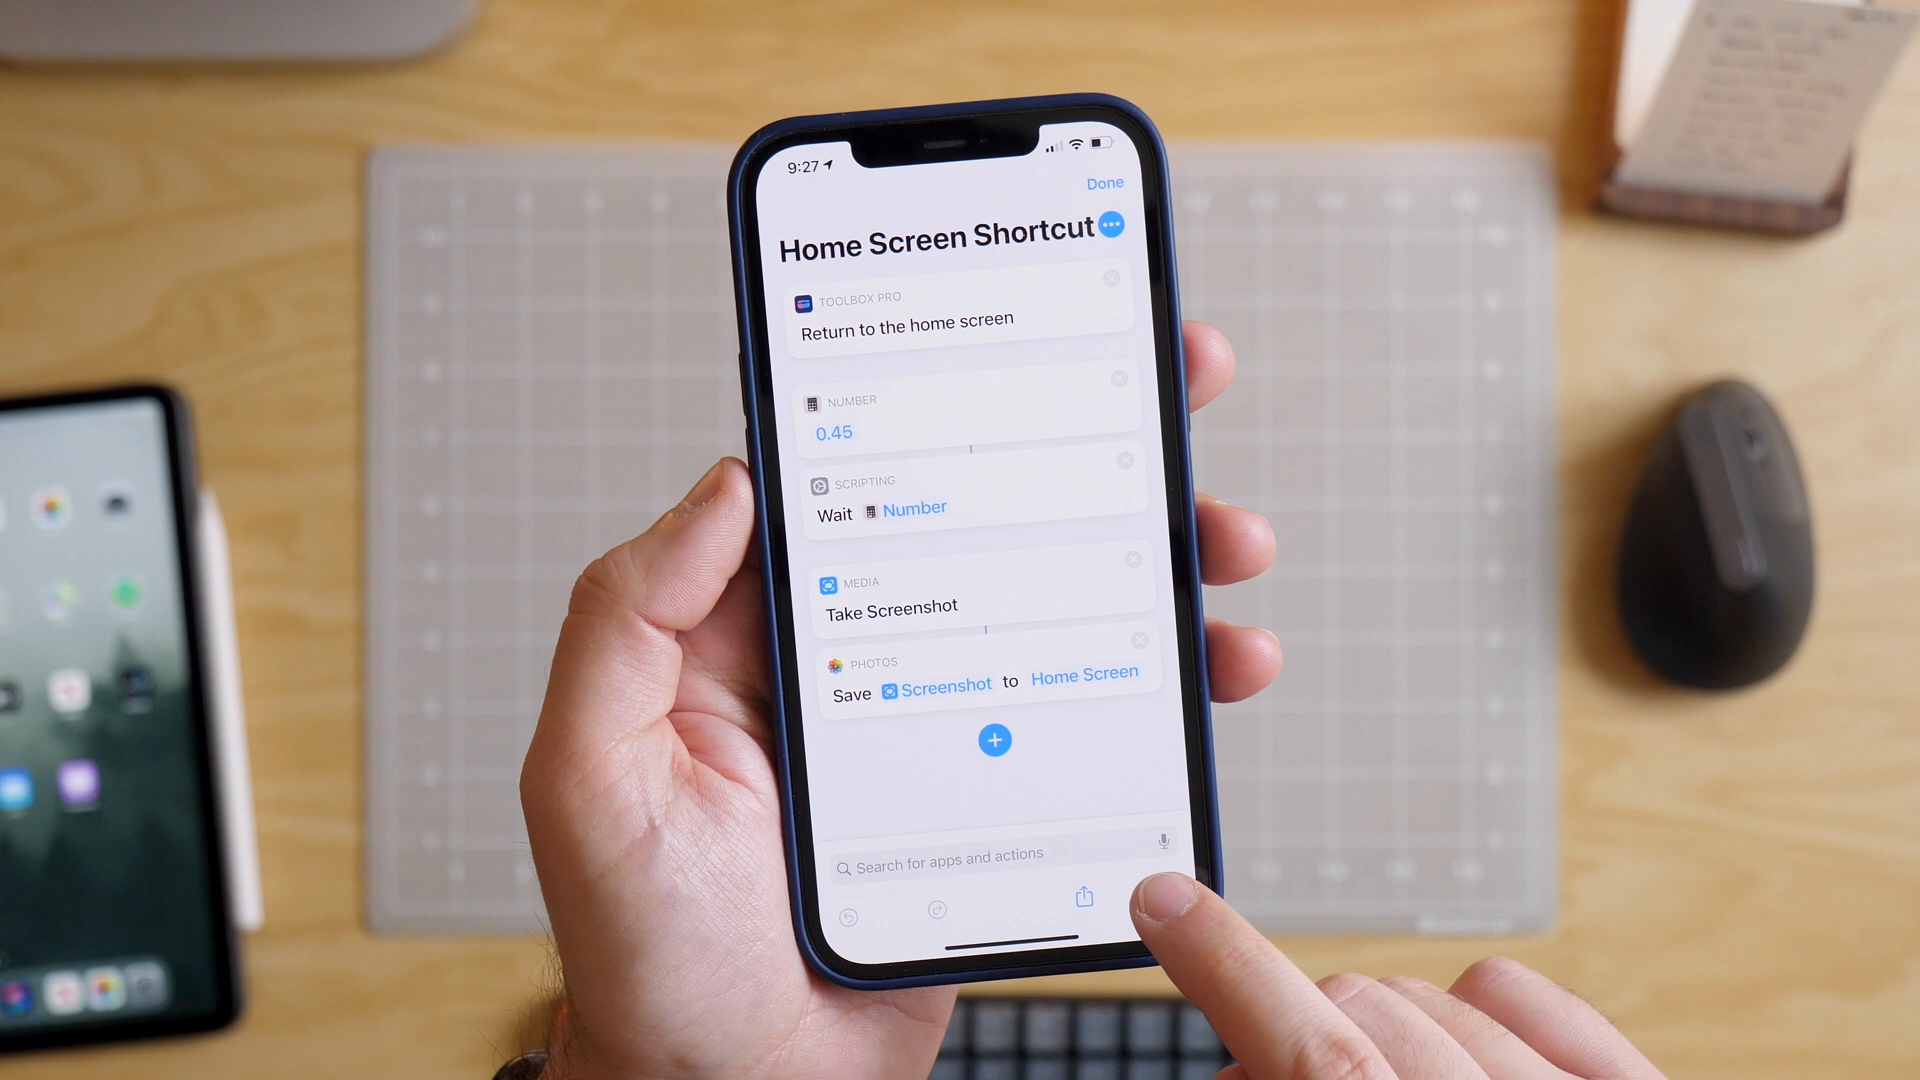 9:27
Done
Home Screen Shortcut
TOOLBOX PRO
Return to the home screen
NUMBER
0.45
SCRIPTING
Wait Number
MEDIA
Take Screenshot
PHOTOS
Save Screenshot to Home Screen
Search for apps and actions